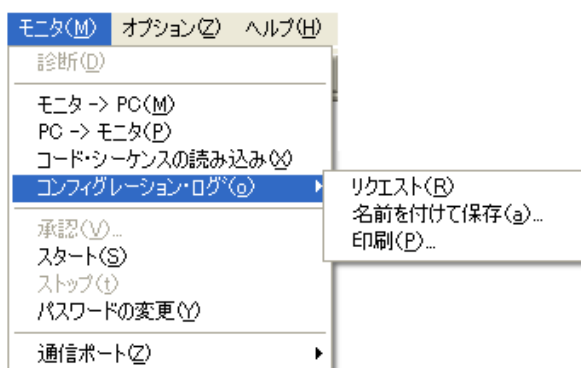 モニタ(M) オプション(Z) ヘルプ(H)
診断(D)
モニタ -> PC(M)
PC -> モニタ(P)
コード・シーケンスの読み込み(X)
コンフィグレーション・ログ(o)
リクエスト(R)
名前を付けて保存(a)...
印刷(P)...
承認(V)...
スタート(S)
ストップ(t)
パスワードの変更(Y)
通信ポート(Z)